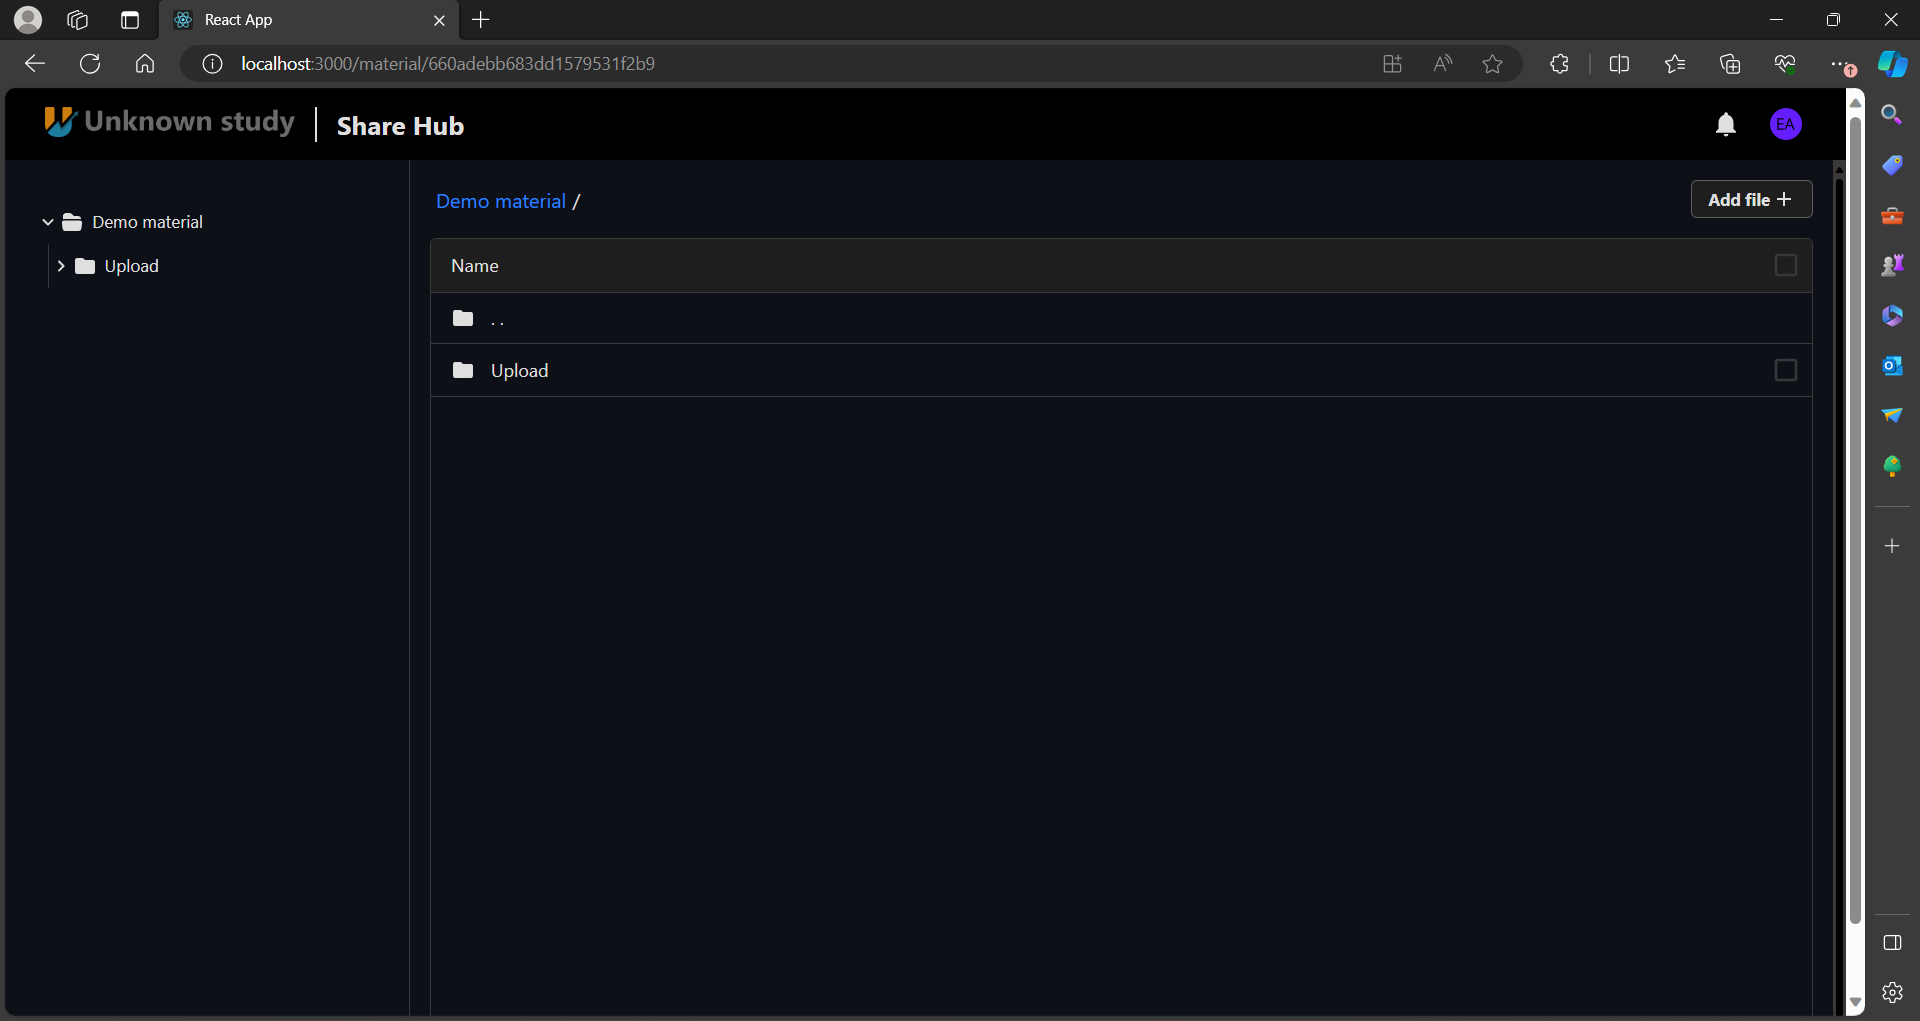 React App
localhost:3000/material/660adebb683dd1579531f2b9
Unknown study
Share Hub
EA
Demo material
Upload
Demo material /
Add file +
Name
..
Upload